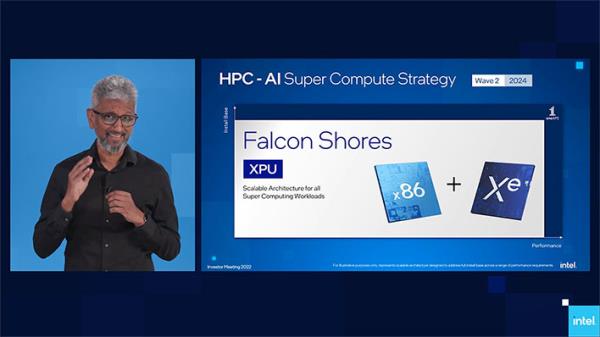 HPC - AI Super Compute Strategy
Wave 2 2024
Install Base
Falcon Shores
XPU
Scalable Architecture for all
Super Computing Workloads
x86
+
Xe
1
Performance
Investor Meeting 2022
intel.
intel.